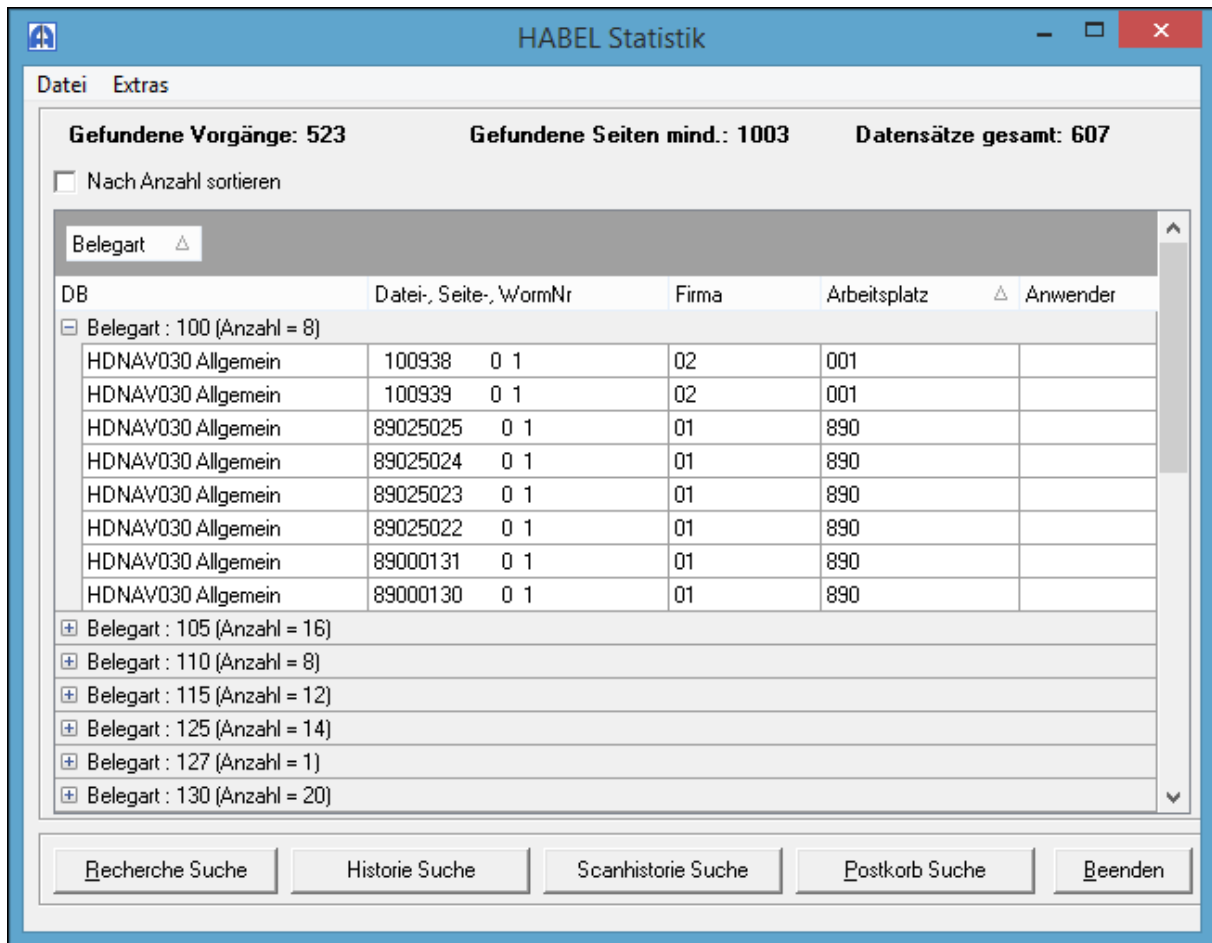 HABEL Statistik
Datei Extras
Gefundene Vorgänge: 523 Gefundene Seiten mind.: 1003 Datensätze gesamt: 607
Nach Anzahl sortieren
Belegart
DB Datei-, Seite-, WormNr Firma Arbeitsplatz Anwender
Belegart : 100 (Anzahl = 8)
HDNAV030 Allgemein 100938 0 1 02 001
HDNAV030 Allgemein 100939 0 1 02 001
HDNAV030 Allgemein 89025025 0 1 01 890
HDNAV030 Allgemein 89025024 0 1 01 890
HDNAV030 Allgemein 89025023 0 1 01 890
HDNAV030 Allgemein 89025022 0 1 01 890
HDNAV030 Allgemein 89000131 0 1 01 890
HDNAV030 Allgemein 89000130 0 1 01 890
Belegart : 105 (Anzahl = 16)
Belegart : 110 (Anzahl = 8)
Belegart : 115 (Anzahl = 12)
Belegart : 125 (Anzahl = 14)
Belegart : 127 (Anzahl = 1)
Belegart : 130 (Anzahl = 20)
Recherche Suche Historie Suche Scanhistorie Suche Postkorb Suche Beenden